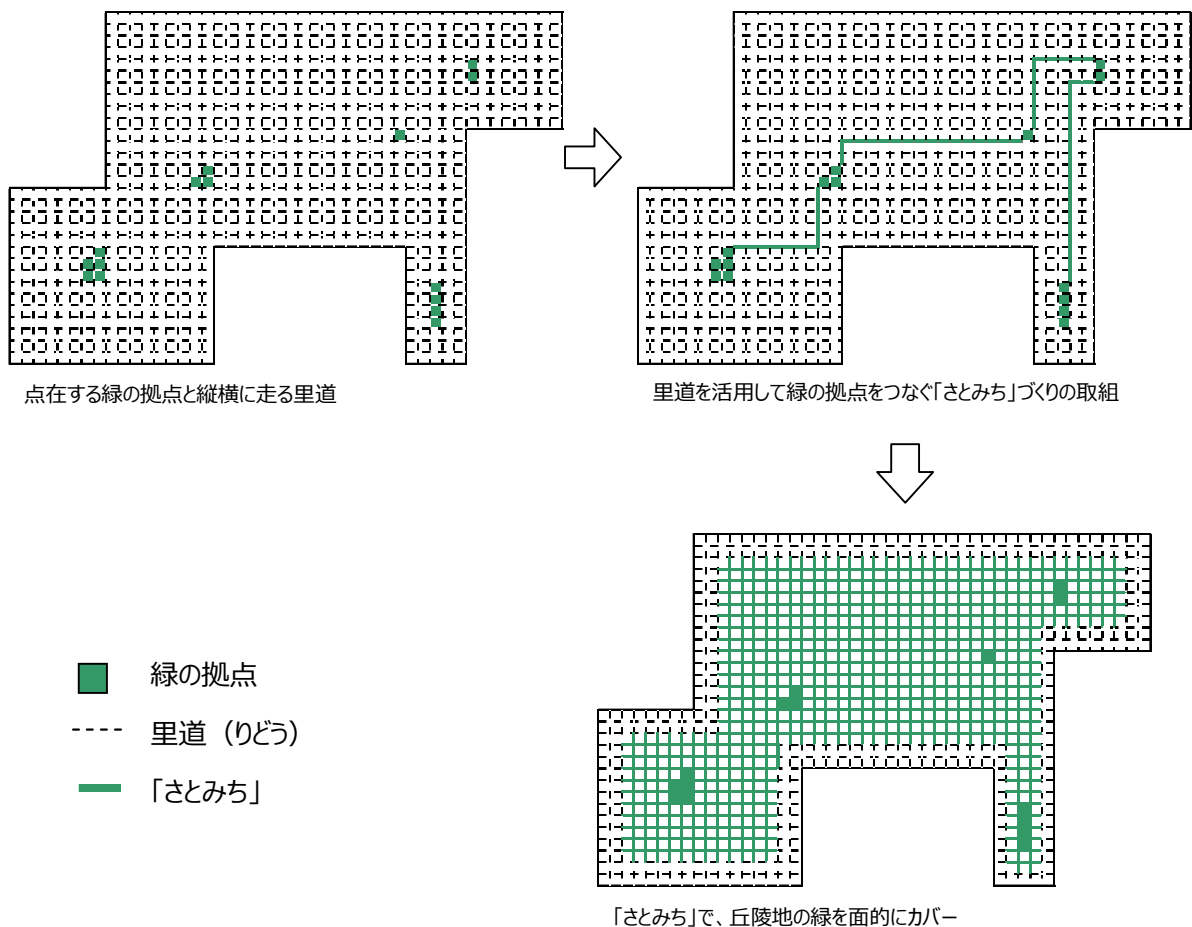 点在する緑の拠点と縦横に走る里道
里道を活用して緑の拠点をつなぐ「さとみち」づくりの取組
緑の拠点
里道（りどう）
「さとみち」
「さとみち」で、丘陵地の緑を面的にカバー